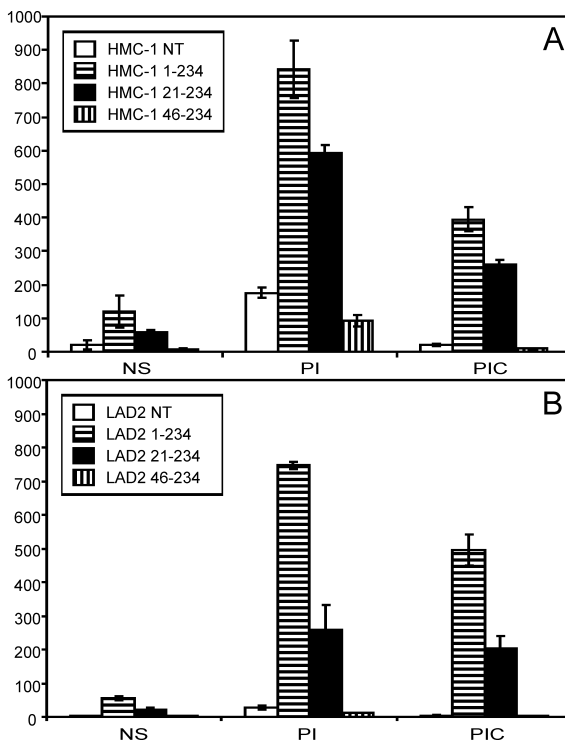 A
HMC-1 NT
HMC-1 1-234
HMC-1 21-234
HMC-1 46-234
1000
900
800
700
600
500
400
300
200
100
0
NS PI PIC
B
LAD2 NT
LAD2 1-234
LAD2 21-234
LAD2 46-234
1000
900
800
700
600
500
400
300
200
100
0
NS PI PIC